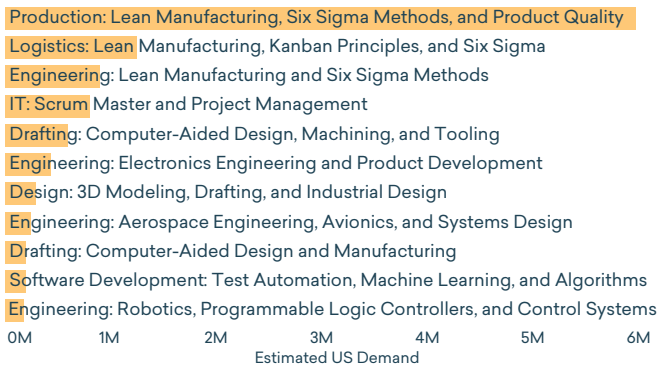 Production: Lean Manufacturing, Six Sigma Methods, and Product Quality
Logistics: Lean Manufacturing, Kanban Principles, and Six Sigma
Engineering: Lean Manufacturing and Six Sigma Methods
IT: Scrum Master and Project Management
Drafting: Computer-Aided Design, Machining, and Tooling
Engineering: Electronics Engineering and Product Development
Design: 3D Modeling, Drafting, and Industrial Design
Engineering: Aerospace Engineering, Avionics, and Systems Design
Drafting: Computer-Aided Design and Manufacturing
Software Development: Test Automation, Machine Learning, and Algorithms
Engineering: Robotics, Programmable Logic Controllers, and Control Systems
0M 1M 2M 3M 4M 5M 6M
Estimated US Demand